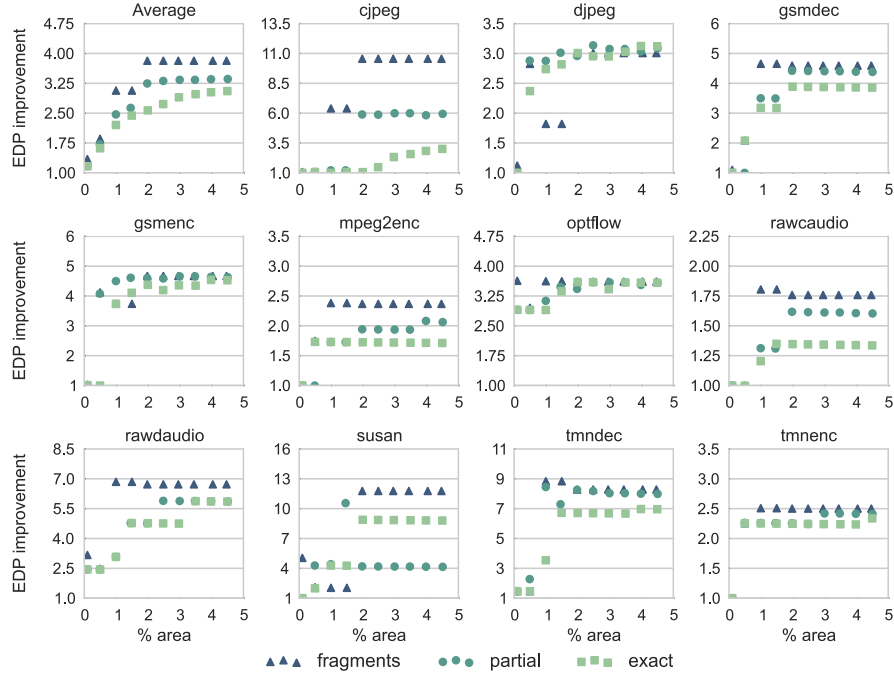 Average cjpeg djpeg gsmdec
EDP improvement
4.75 4.00 3.25 2.50 1.75 1.00
0 1 2 3 4 5
13.5 11.0 8.5 6.0 3.5 1.0
0 1 2 3 4 5
3.5 3.0 2.5 2.0 1.5 1.0
0 1 2 3 4 5
6 5 4 3 2 1
0 1 2 3 4 5
gsmenc mpeg2enc optflow rawcaudio
EDP improvement
6 5 4 3 2 1
0 1 2 3 4 5
3.5 3.0 2.5 2.0 1.5 1.0
0 1 2 3 4 5
4.75 4.00 3.25 2.50 1.75 1.00
0 1 2 3 4 5
2.25 2.00 1.75 1.50 1.25 1.00
0 1 2 3 4 5
rawdaudio susan tmndec tmnenc
EDP improvement
8.5 7.0 5.5 4.0 2.5 1.0
0 1 2 3 4 5
16 13 10 7 4 1
0 1 2 3 4 5
11 9 7 5 3 1
0 1 2 3 4 5
3.5 3.0 2.5 2.0 1.5 1.0
0 1 2 3 4 5
% area % area % area % area
fragments partial exact